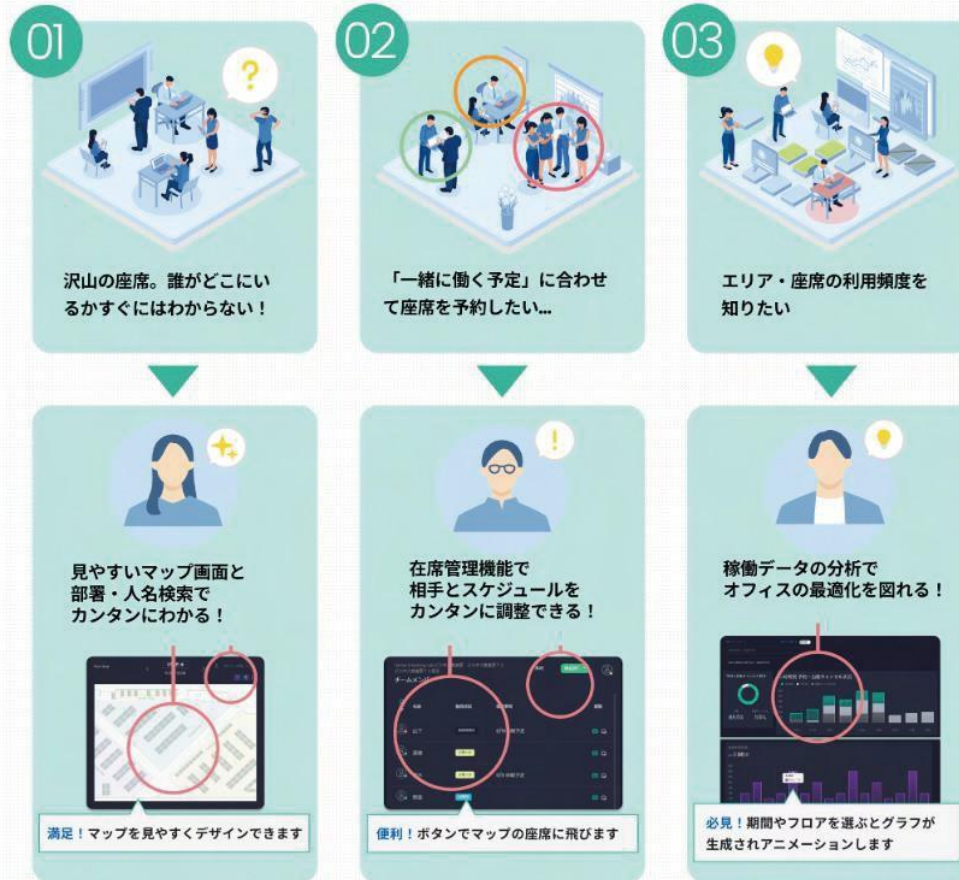 01
沢山の座席。誰がどこにい
るかすぐにはわからない！
02
「一緒に働く予定」に合わせ
て座席を予約したい...
03
エリア・座席の利用頻度を
知りたい
見やすいマップ画面と
部署・人名検索で
カンタンにわかる！
満足！マップを見やすくデザインできます
在席管理機能で
相手とスケジュールを
カンタンに調整できる！
便利！ボタンでマップの座席に飛びます
稼働データの分析で
オフィスの最適化を図れる！
必見！期間やフロアを選ぶとグラフが
生成されアニメーションします